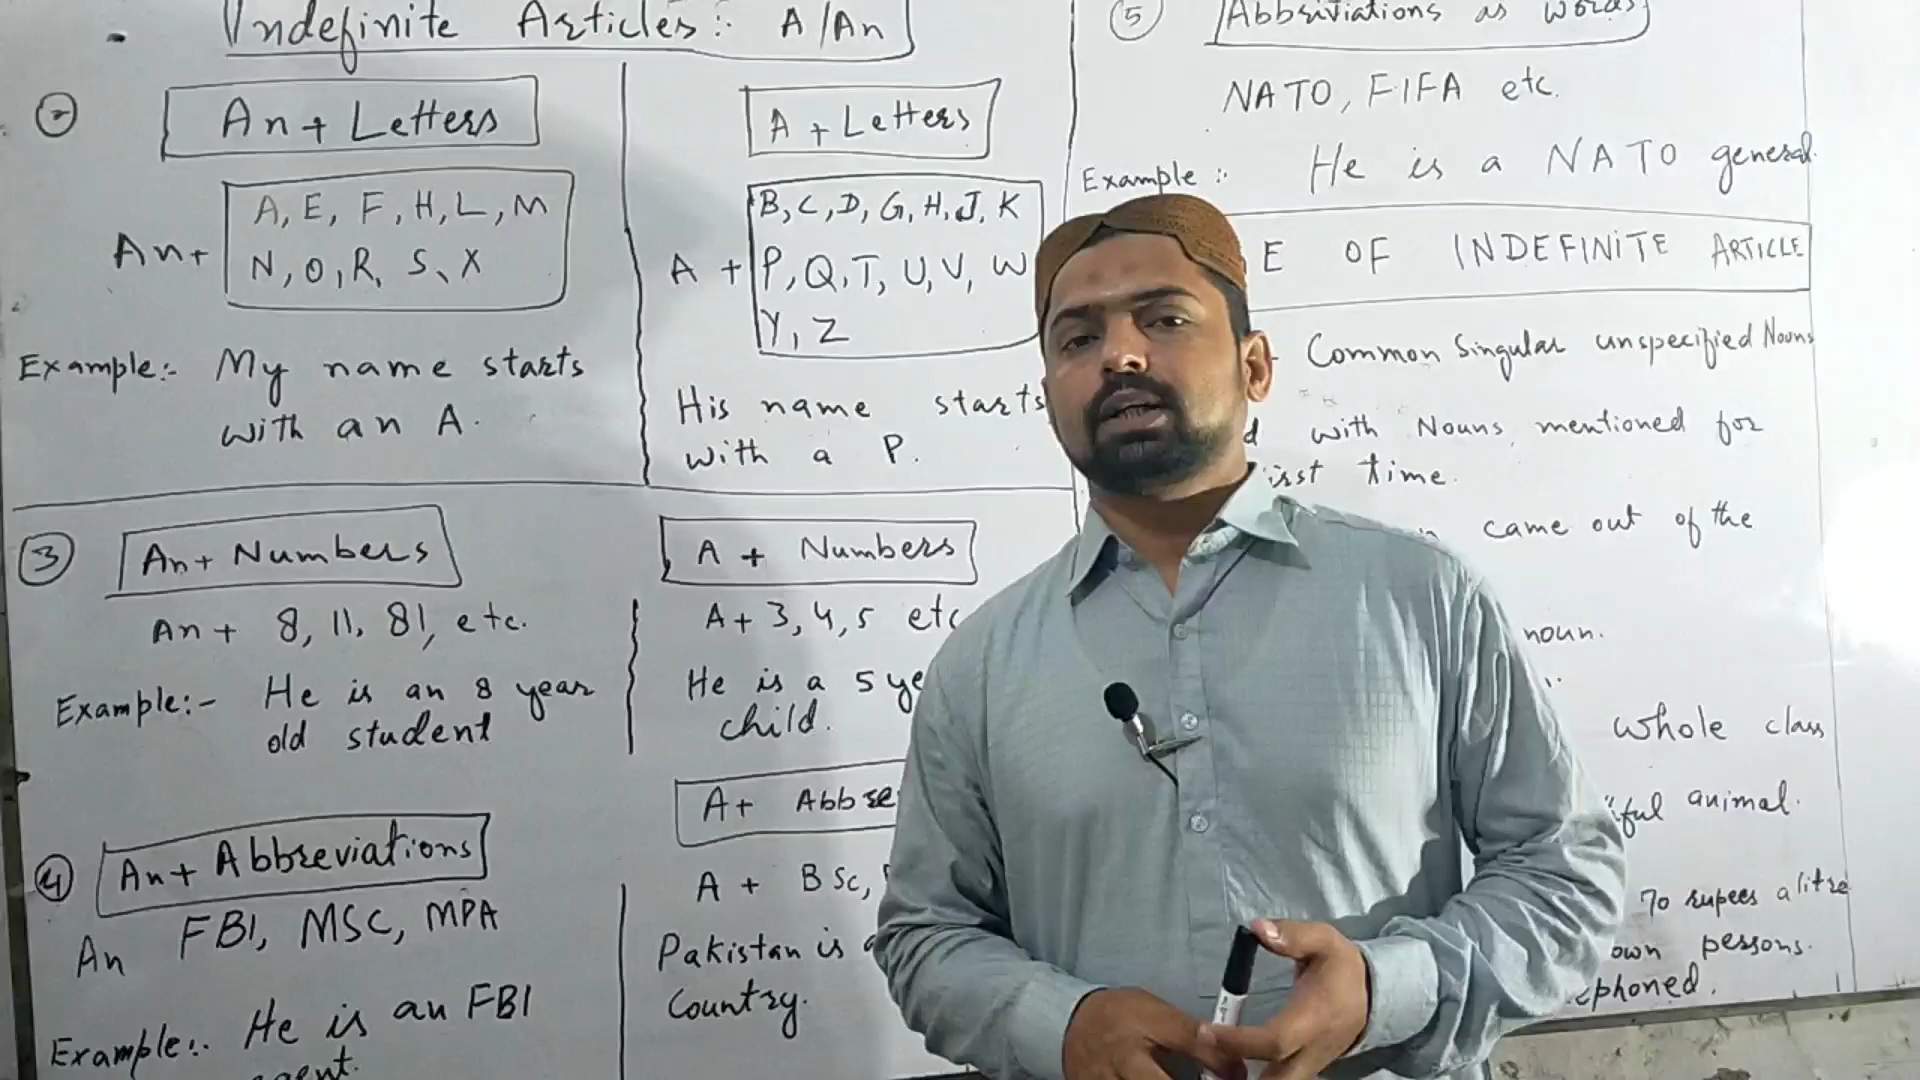 Indefinite Articles:- A/An
2
An + Letters
An + A, E, F, H, L, M
N, O, R, S, X
Example:- My name starts
with an A.
A + Letters
A + B, C, D, G, H, J, K
P, Q, T, U, V, W
Y, Z
His name starts
with a P.
3
An + Numbers
An + 8, 11, 81, etc.
Example:- He is an 8 year
old student
A + Numbers
A + 3, 4, 5 etc
He is a 5
child.
4
An + Abbreviations
An FBI, MSC, MPA
Example:- He is an FBI
agent.
A +
A + BSc,
Pakistan is
Country.
5
Abbriviations as words
NATO, FIFA etc.
Example:- He is a NATO general.
OF INDEFINITE ARTICLE
Common Singular unspecified Nouns
with Nouns mentioned for
time.
came out of the
noun.
whole class
animal.
70 rupees a litre
persons.